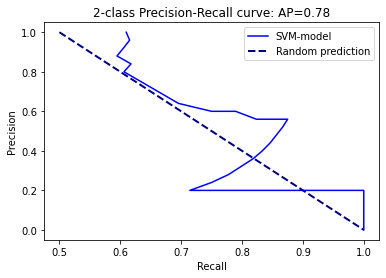 2-class Precision-Recall curve: AP=0.78
SVM-model
Random prediction
Precision
1.0
0.8
0.6
0.4
0.2
0.0
0.5
0.6
0.7
0.8
0.9
1.0
Recall